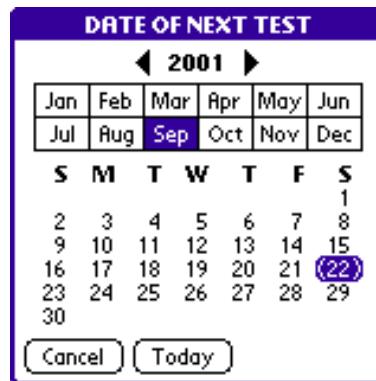 DATE OF NEXT TEST
2001
Jan Feb Mar Apr May Jun
Jul Aug Sep Oct Nov Dec
S M T W T F S
1
2 3 4 5 6 7 8
9 10 11 12 13 14 15
16 17 18 19 20 21 (22)
23 24 25 26 27 28 29
30
Cancel Today